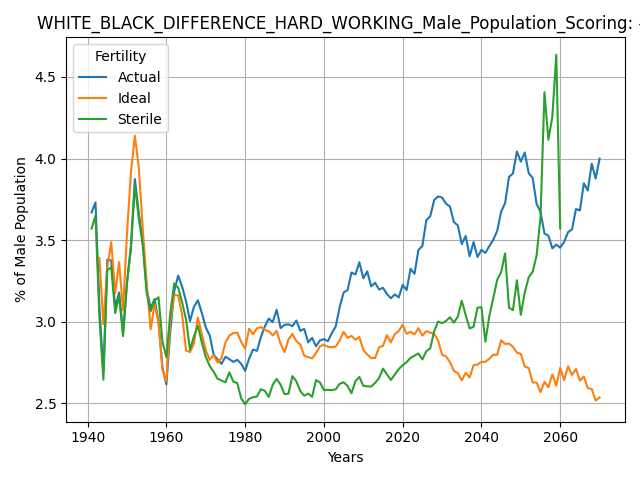 WHITE_BLACK_DIFFERENCE_HARD_WORKING_Male_Population_Scoring:
Fertility
Actual
Ideal
Sterile
% of Male Population
4.5
4.0
3.5
3.0
2.5
1940
1960
1980
2000
2020
2040
2060
Years